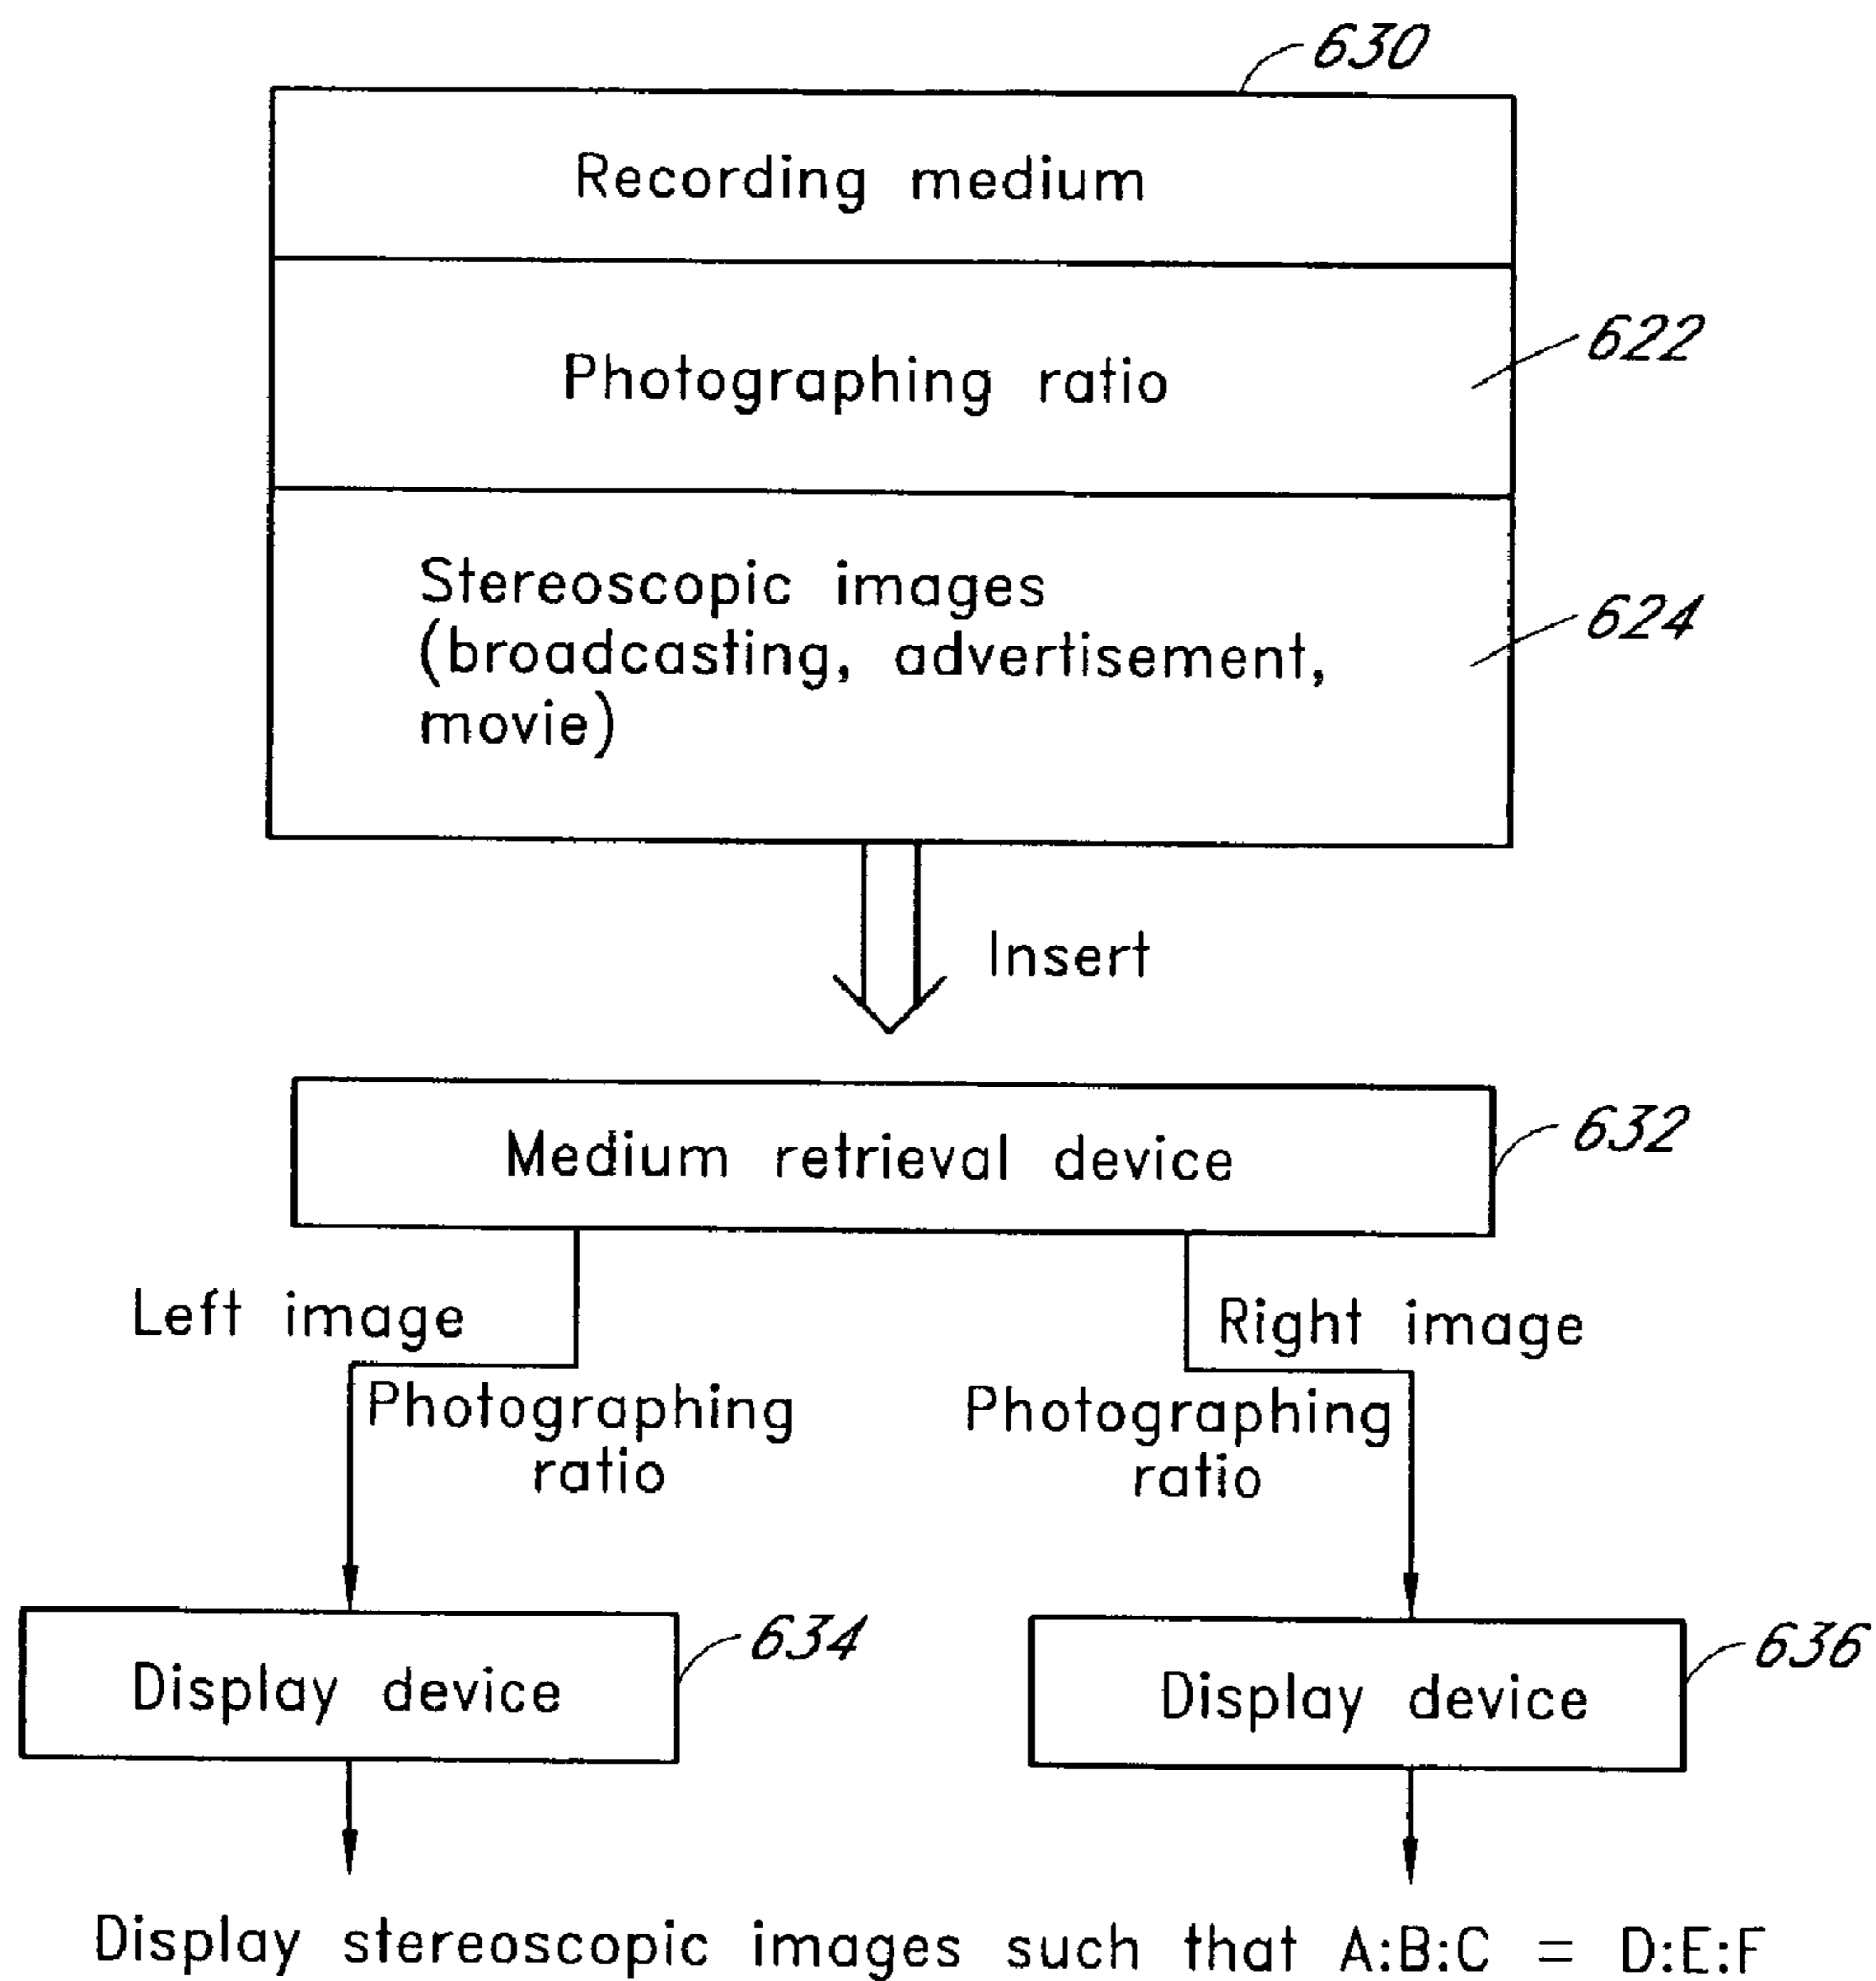 630
Recording medium
Photographing ratio
622
Stereoscopic images
(broadcasting, advertisement,
movie)
624
Insert
Medium retrieval device
632
Left image
Right image
Photographing
ratio
Photographing
ratio
Display device
634
Display device
636
Display stereoscopic images such that A:B:C = D:E:F